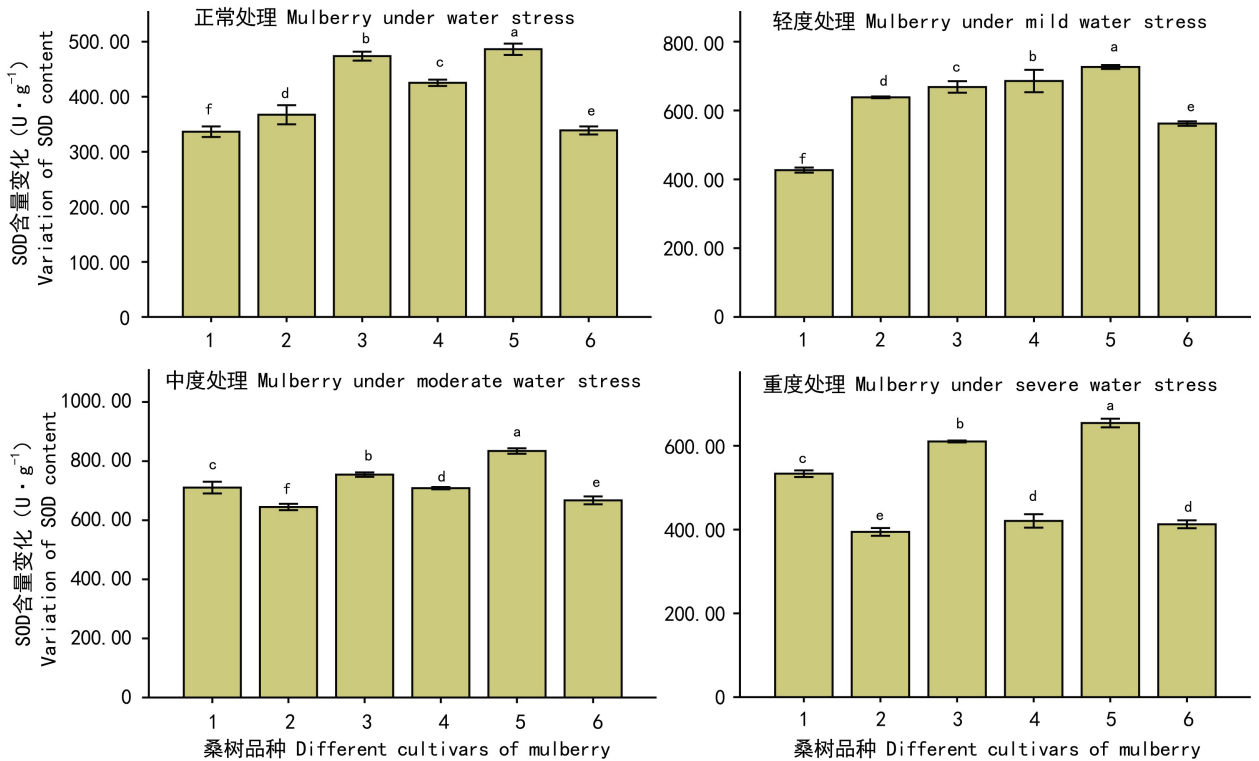 正常处理 Mulberry under water stress
SOD含量变化 (U·g⁻¹)
Variation of SOD content
500.00
400.00
300.00
200.00
100.00
0
f
d
b
c
a
e
1 2 3 4 5 6
轻度处理 Mulberry under mild water stress
800.00
600.00
400.00
200.00
0
f
d
c
b
a
e
1 2 3 4 5 6
中度处理 Mulberry under moderate water stress
SOD含量变化 (U·g⁻¹)
Variation of SOD content
1000.00
800.00
600.00
400.00
200.00
0
c
f
b
d
a
e
1 2 3 4 5 6
桑树品种 Different cultivars of mulberry
重度处理 Mulberry under severe water stress
600.00
400.00
200.00
0
c
e
b
d
a
d
1 2 3 4 5 6
桑树品种 Different cultivars of mulberry